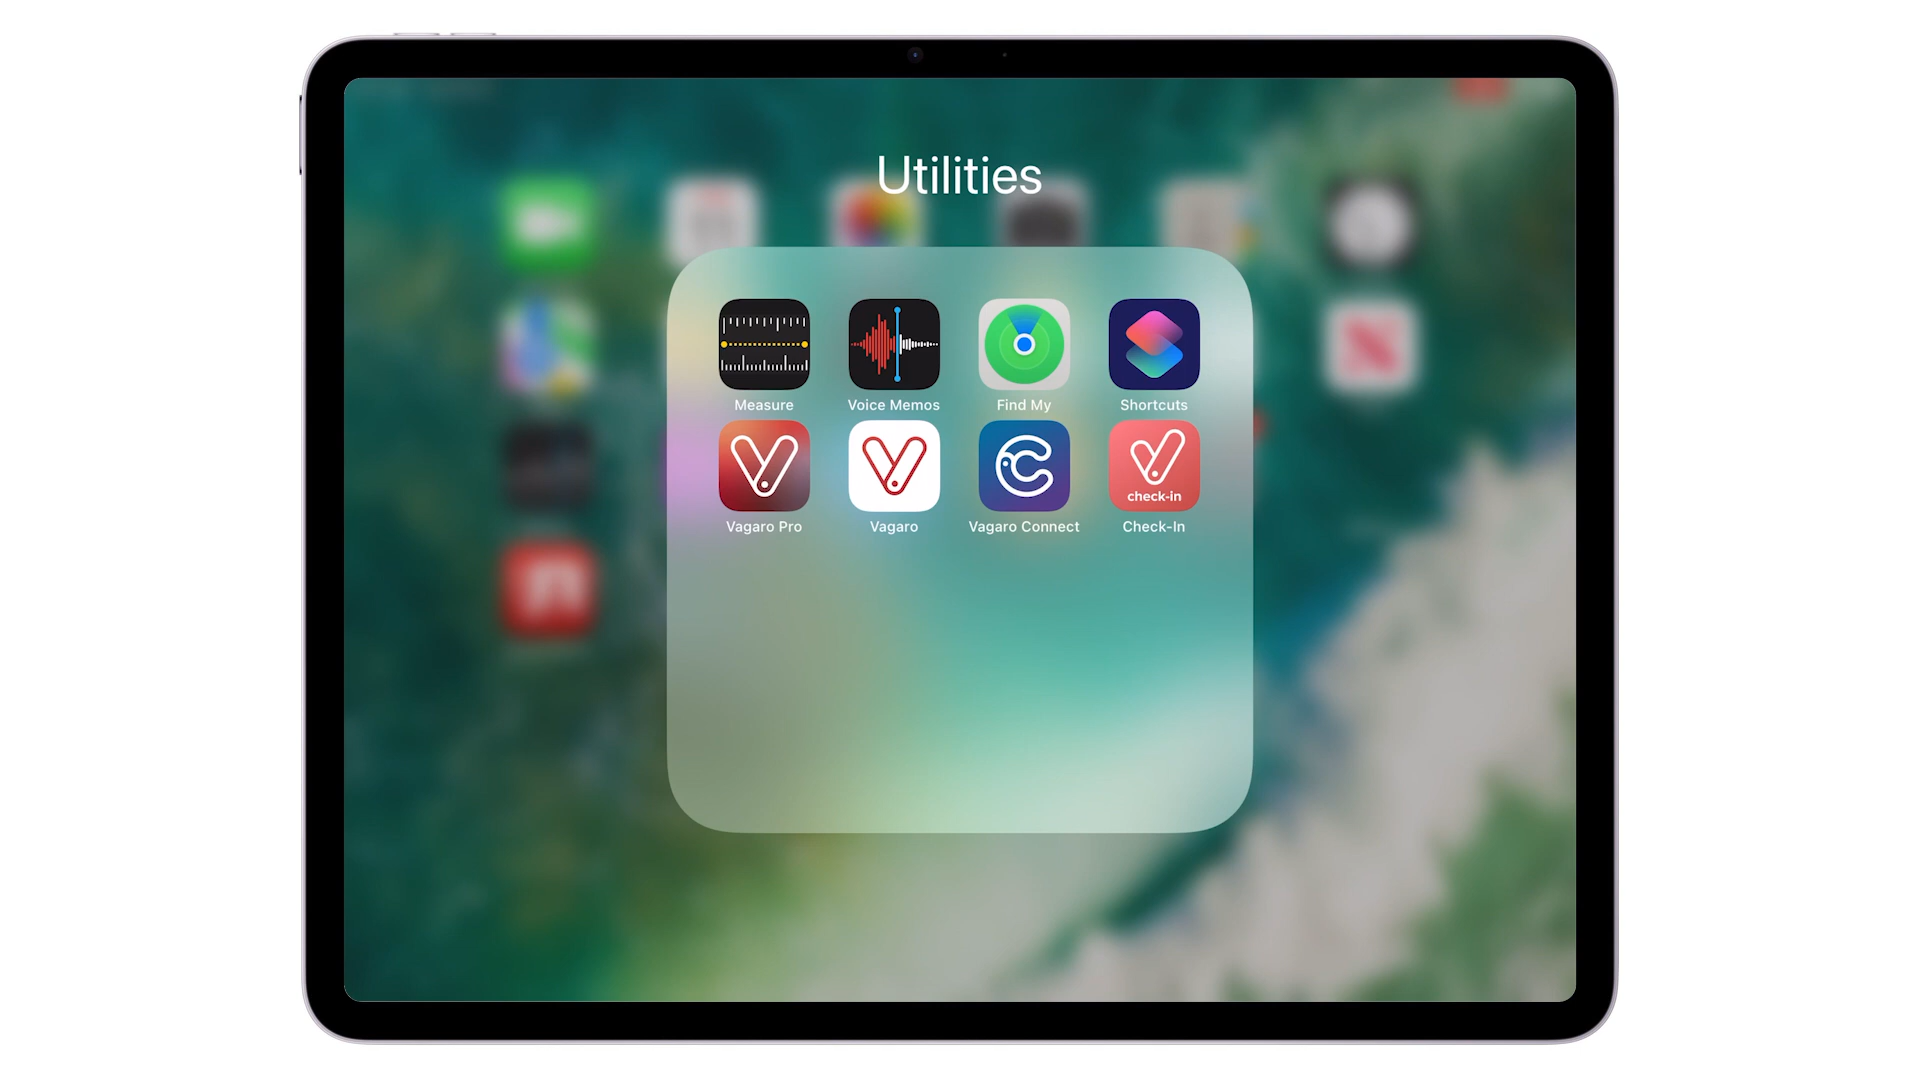 Utilities
Measure
Voice Memos
Find My
Shortcuts
check-in
Vagaro Pro
Vagaro
Vagaro Connect
Check-In